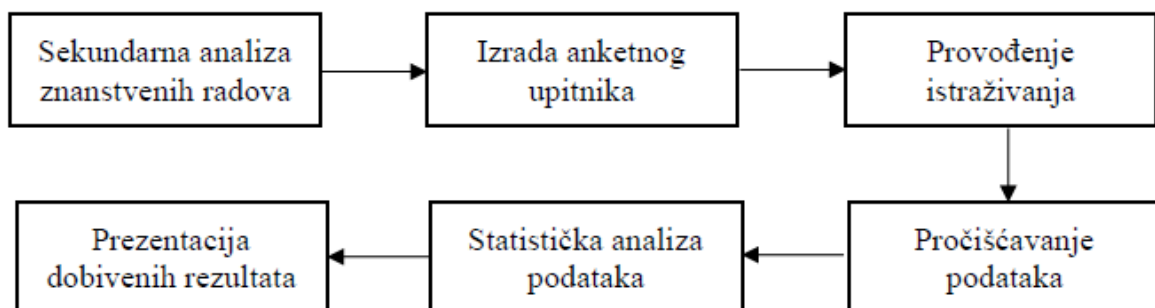 Sekundarna analiza
znanstvenih radova
Izrada anketnog
upitnika
Provođenje
istraživanja
Pročišćavanje
podataka
Statistička analiza
podataka
Prezentacija
dobivenih rezultata